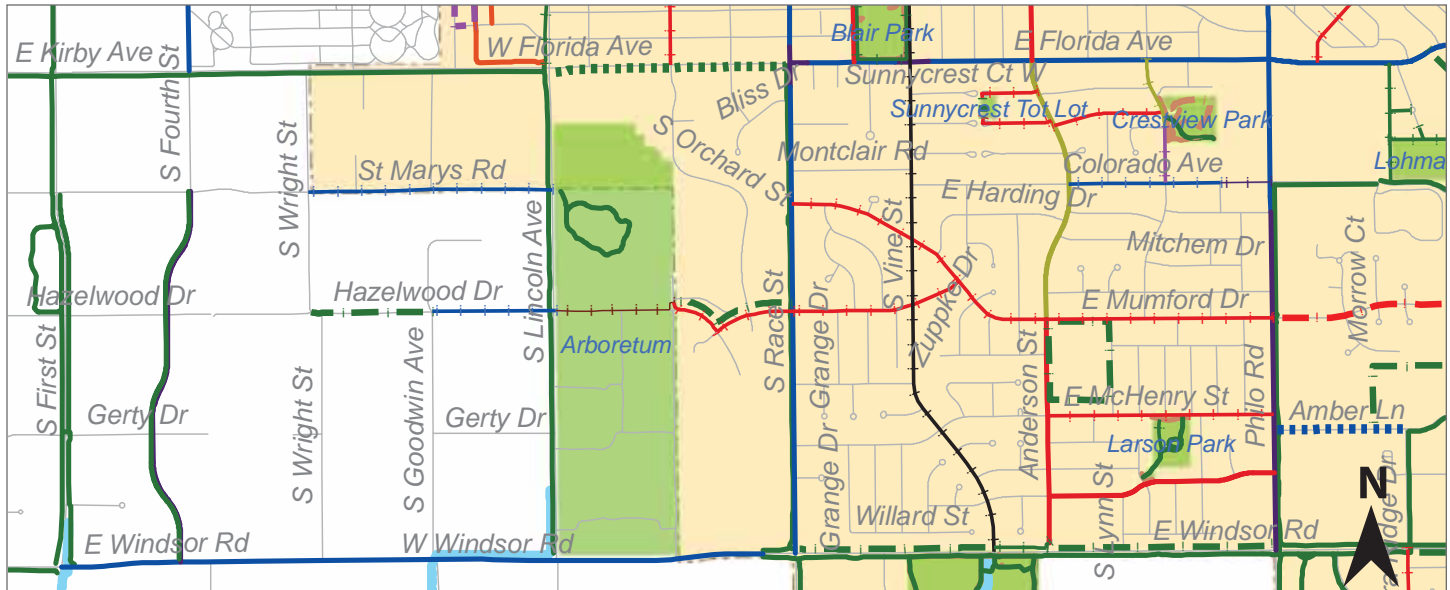 E Kirby Ave
S Fourth St
W Florida Ave
Blair Park
E Florida Ave
Bliss Dr
Sunnycrest Ct W
Sunnycrest Tot Lot
Crestview Park
S Wright St
S Orchard St
Montclair Rd
Colorado Ave
Lohma
St Marys Rd
E Harding Dr
S Lincoln Ave
S Vine St
Mitchem Dr
Morrow Ct
Hazelwood Dr
Hazelwood Dr
S Race St
Grange Dr
Zuppke Dr
E Mumford Dr
S First St
S Goodwin Ave
Arboretum
Anderson St
E McHenry St
Philo Rd
Amber Ln
Gerty Dr
S Wright St
Gerty Dr
Grange Dr
Larson Park
S Lynn St
N
Willard St
E Windsor Rd
E Windsor Rd
W Windsor Rd